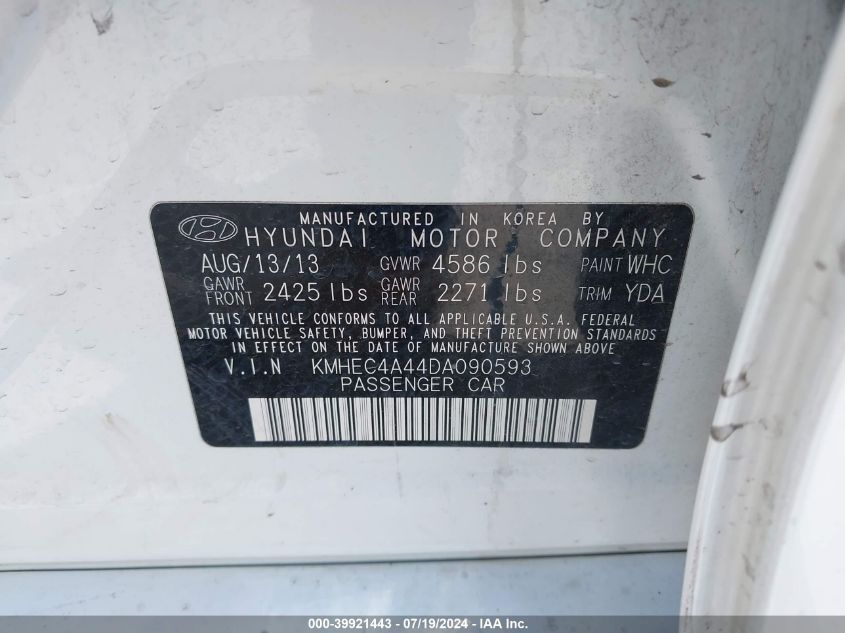 MANUFACTURED IN KOREA BY
HYUNDAI MOTOR COMPANY
AUG/13/13 GVWR 4586 lbs PAINT WHC
GAWR FRONT 2425 lbs GAWR REAR 2271 lbs TRIM YDA
THIS VEHICLE CONFORMS TO ALL APPLICABLE U.S.A. FEDERAL
MOTOR VEHICLE SAFETY, BUMPER, AND THEFT PREVENTION STANDARDS
IN EFFECT ON THE DATE OF MANUFACTURE SHOWN ABOVE
V.I.N KMHEC4A44DA090593
PASSENGER CAR
000-39921443 - 07/19/2024 - IAA Inc.